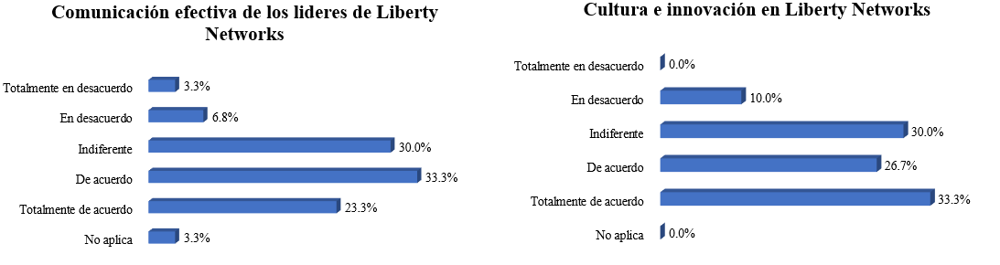 Comunicación efectiva de los lideres de Liberty
Networks
Totalmente en desacuerdo 3.3%
En desacuerdo 6.8%
Indiferente 30.0%
De acuerdo 33.3%
Totalmente de acuerdo 23.3%
No aplica 3.3%
Cultura e innovación en Liberty Networks
Totalmente en desacuerdo 0.0%
En desacuerdo 10.0%
Indiferente 30.0%
De acuerdo 26.7%
Totalmente de acuerdo 33.3%
No aplica 0.0%